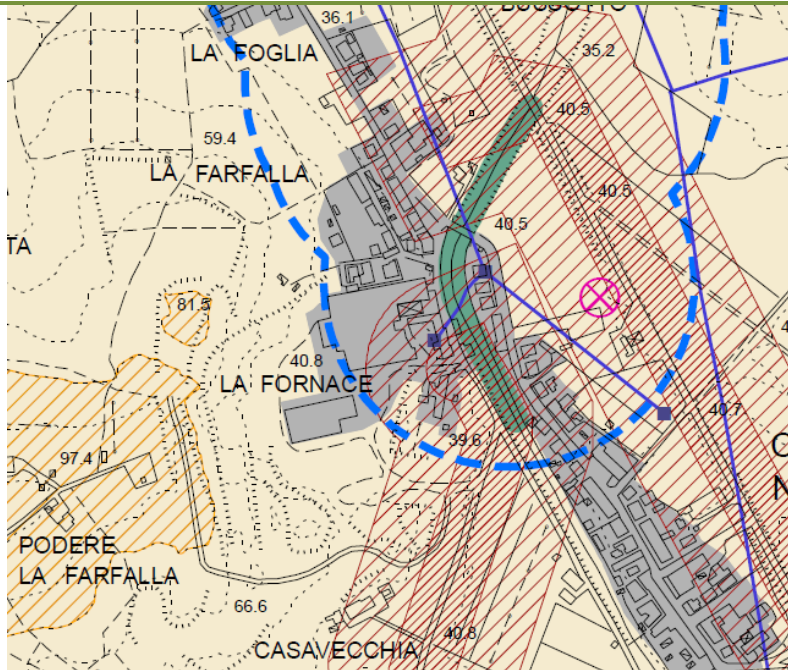 36.1
LA FOGLIA
35.2
40.5
59.4
LA FARFALLA
40.5
40.5
TA
81.5
40.8
LA FORNACE
40.7
39.6
97.4
PODERE
LA FARFALLA
66.6
40.8
CASAVECCHIA